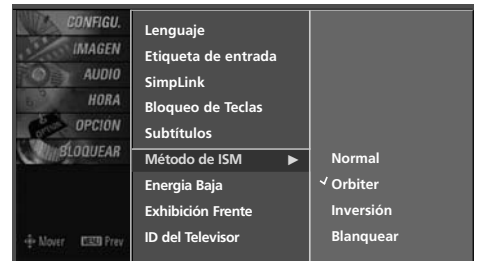 CONFIGU.
IMAGEN
AUDIO
HORA
OPCION
BLOQUEAR
Mover MENU Prev
Lenguaje
Etiqueta de entrada
SimpLink
Bloqueo de Teclas
Subtítulos
Método de ISM ▶
Energia Baja
Exhibición Frente
ID del Televisor
Normal
✓ Orbiter
Inversión
Blanquear